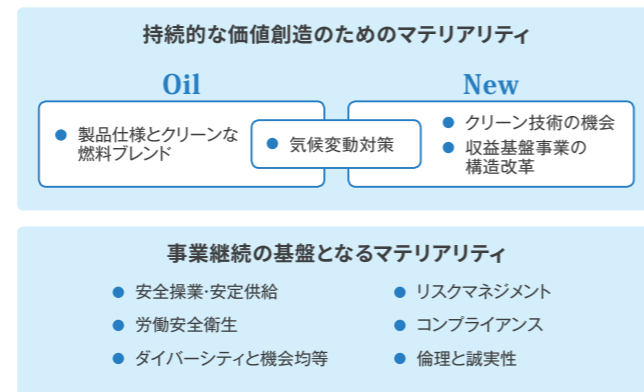 持続的な価値創造のためのマテリアリティ
Oil
New
● 製品仕様とクリーンな
燃料ブレンド
● 気候変動対策
● クリーン技術の機会
● 収益基盤事業の
構造改革
事業継続の基盤となるマテリアリティ
● 安全操業・安定供給
● 労働安全衛生
● ダイバーシティと機会均等
● リスクマネジメント
● コンプライアンス
● 倫理と誠実性